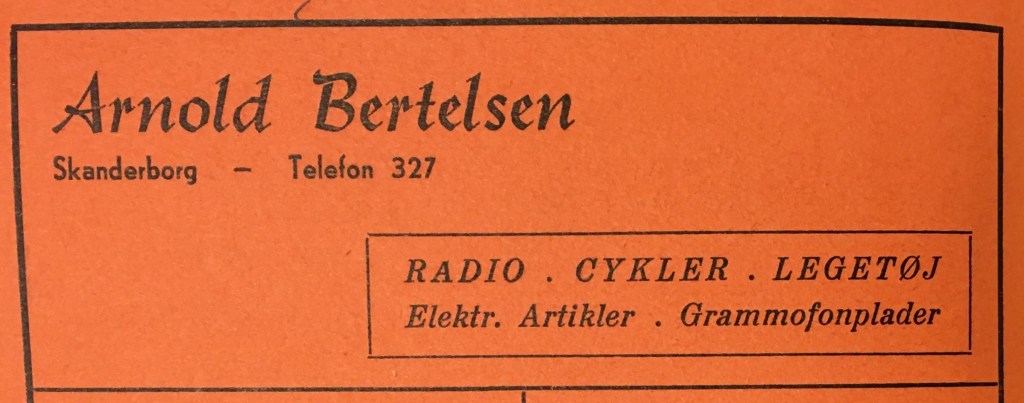 Arnold Bertelsen
Skanderborg — Telefon 327
RADIO . CYKLER . LEGETØJ
Elektr. Artikler . Grammofonplader